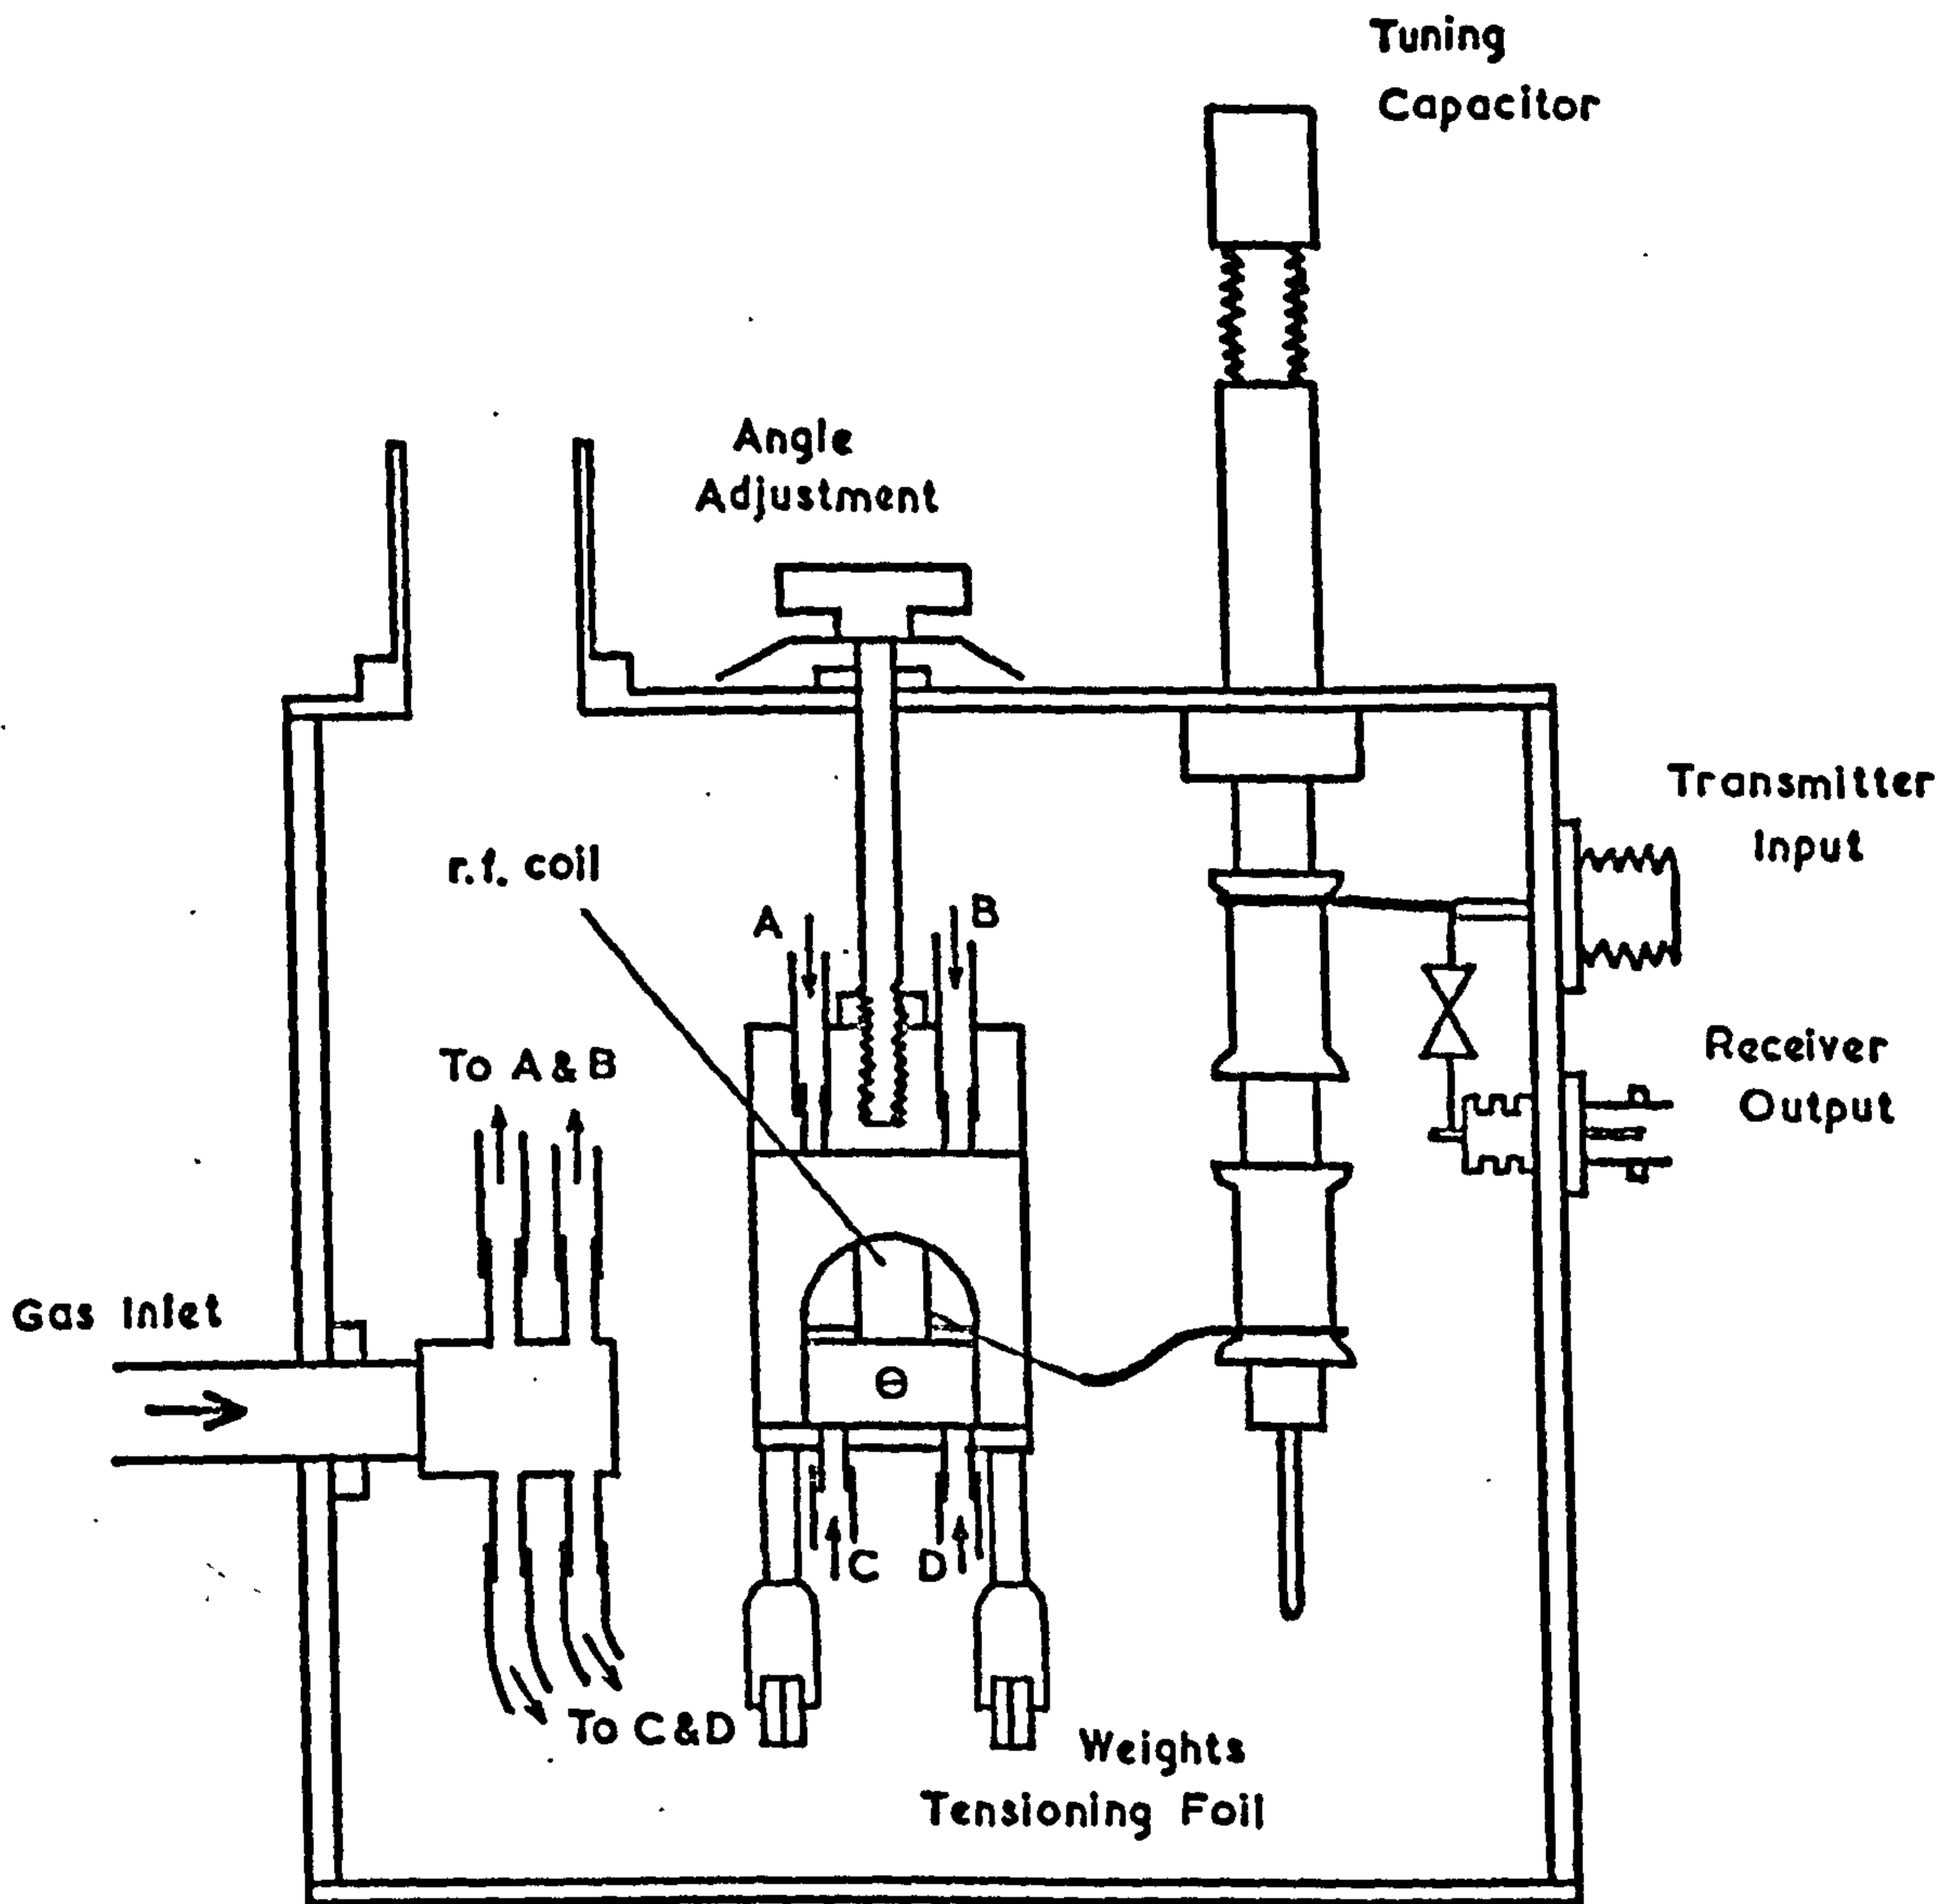 Tuning
Capacitor
Angle
Adjustment
Transmitter
Input
r.f. coil
A
B
Receiver
Output
To A & B
Gas Inlet
Θ
C
D
To C & D
Weights
Tensioning Foil